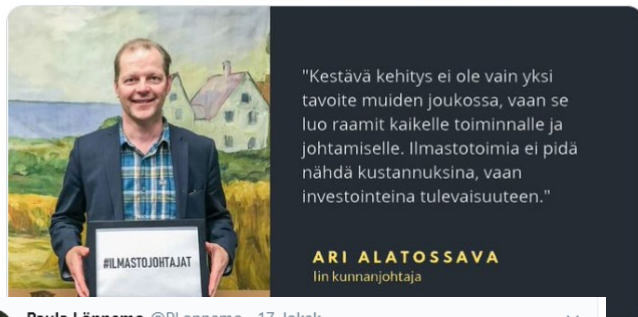 "Kestävä kehitys ei ole vain yksi
tavoite muiden joukossa, vaan se
luo raamit kaikelle toiminnalle ja
johtamiselle. Ilmastotoimia ei pidä
nähdä kustannuksina, vaan
investointeina tulevaisuuteen."
#ILMASTOJOHTAJAT
ARI ALATOSSAVA
Iin kunnanjohtaja